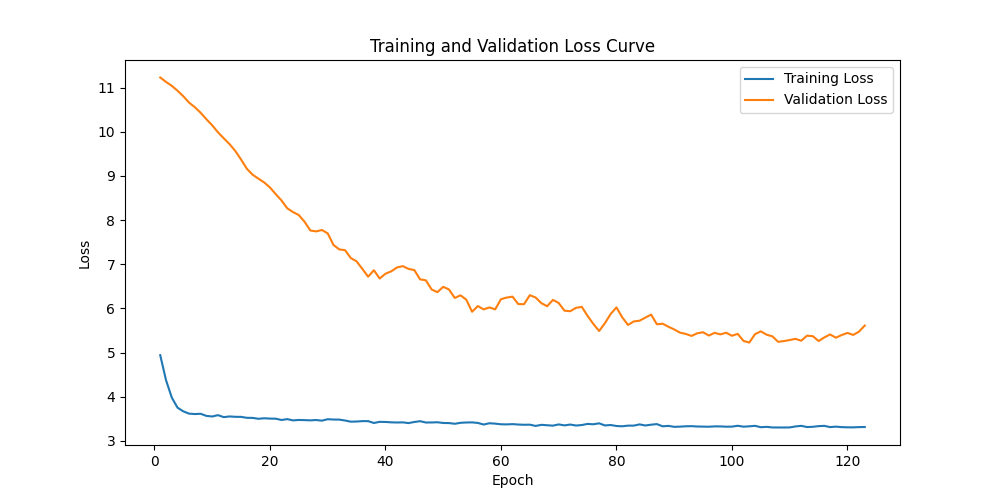 Training and Validation Loss Curve
Training Loss
Validation Loss
Loss
11
10
9
8
7
6
5
4
3
0 20 40 60 80 100 120
Epoch